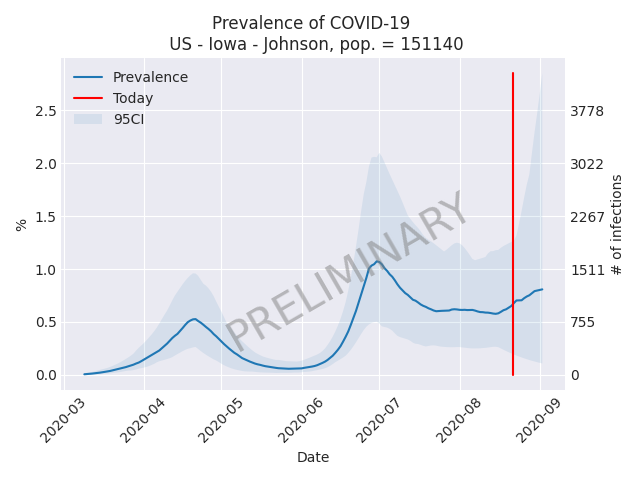 Prevalence of COVID-19
US - Iowa - Johnson, pop. = 151140
Prevalence
Today
95CI
2.5
2.0
1.5
1.0
0.5
0.0
%
3778
3022
2267
1511
755
0
# of infections
PRELIMINARY
2020-03
2020-04
2020-05
2020-06
2020-07
2020-08
2020-09
Date